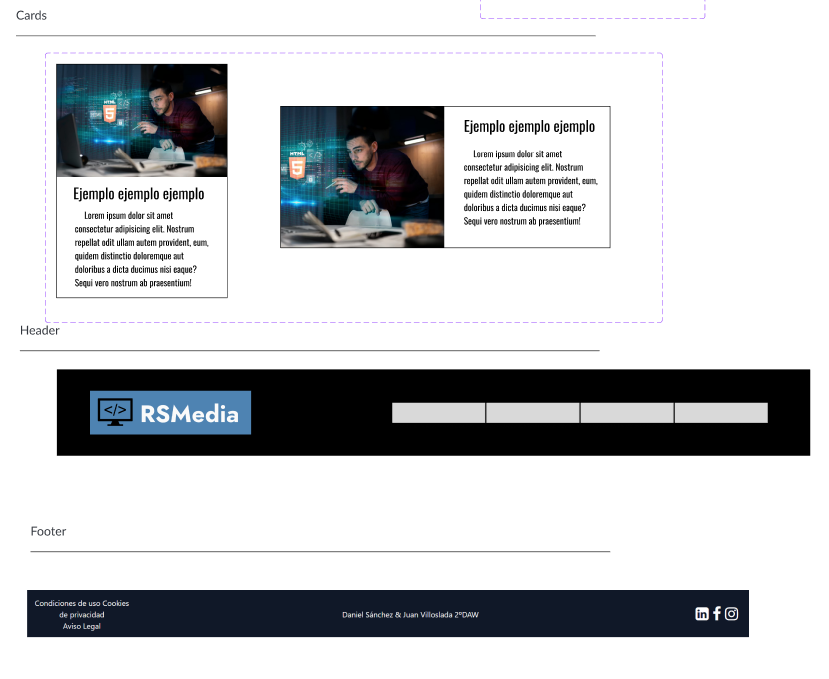 Cards
HTML
5
Ejemplo ejemplo ejemplo
Lorem ipsum dolor sit amet
consectetur adipisicing elit. Nostrum
repellat odit ullam autem provident, eum,
quidem distinctio doloremque aut
doloribus a dicta ducimus nisi eaque?
Sequi vero nostrum ab praesentium!
HTML
5
Ejemplo ejemplo ejemplo
Lorem ipsum dolor sit amet
consectetur adipisicing elit. Nostrum
repellat odit ullam autem provident, eum,
quidem distinctio doloremque aut
doloribus a dicta ducimus nisi eaque?
Sequi vero nostrum ab praesentium!
Header
</> RSMedia
Footer
Condiciones de uso Cookies
de privacidad
Aviso Legal
Daniel Sánchez & Juan Villoslada 2ºDAW
in f